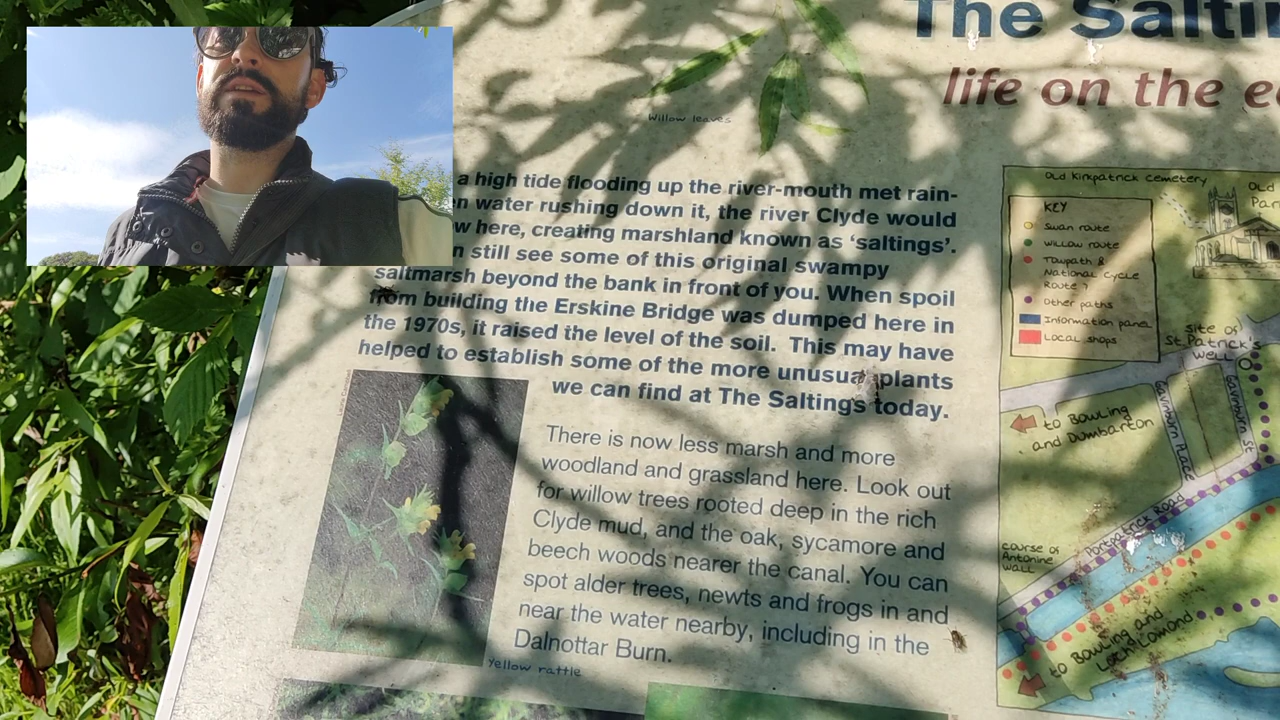 The Salti
life on the e
Willow leaves
a high tide flooding up the river-mouth met rain-
n water rushing down it, the river Clyde would
w here, creating marshland known as 'saltings'.
n still see some of this original swampy
saltmarsh beyond the bank in front of you. When spoil
from building the Erskine Bridge was dumped here in
the 1970s, it raised the level of the soil. This may have
helped to establish some of the more unusual plants
we can find at The Saltings today.
There is now less marsh and more
woodland and grassland here. Look out
for willow trees rooted deep in the rich
Clyde mud, and the oak, sycamore and
beech woods nearer the canal. You can
spot alder trees, newts and frogs in and
near the water nearby, including in the
Dalnottar Burn.
Yellow rattle
Old Kirkpatrick Cemetery
Old
Par
KEY
Swan route
Willow route
Towpath &
National Cycle
Route 7
Other paths
Information panel
Local shops
Site of
St Patrick's
Well
to Bowling
and Dumbarton
Gavinburn Place
Gavinburn St
Portpatrick Road
course of
Antonine
Wall
to Bowling and
Loch Lomond